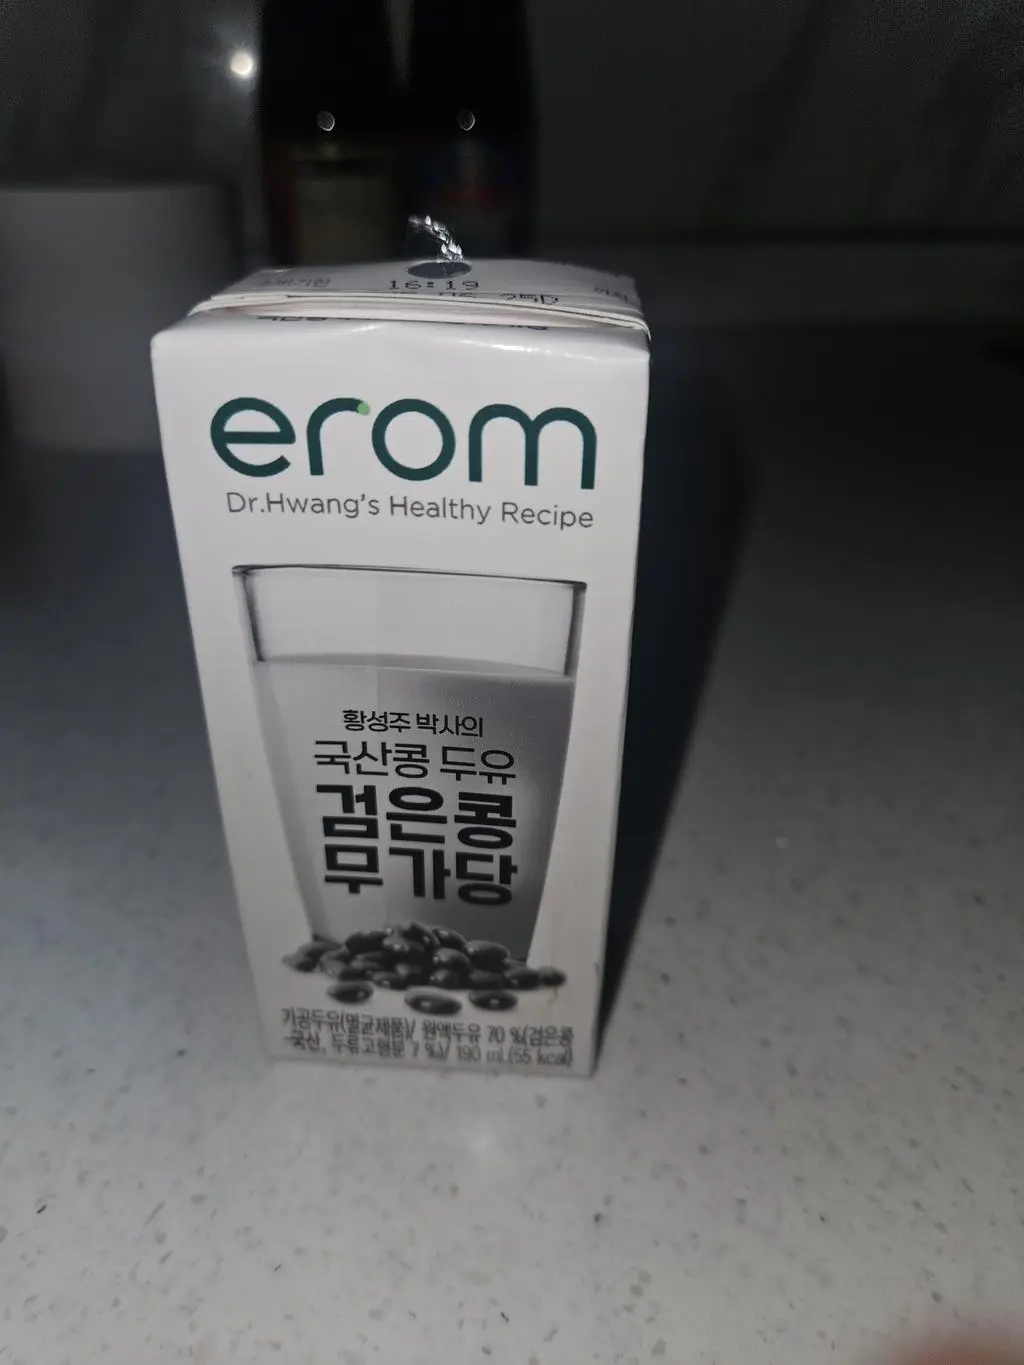 16:19
erom
Dr.Hwang's Healthy Recipe
황성주 박사의
국산콩 두유
검은콩
무가당
가공두유(멸균제품)/ 원액두유 70 %(검은콩
국산, 두류고형분 7 %)/ 190 mL(55 kcal)